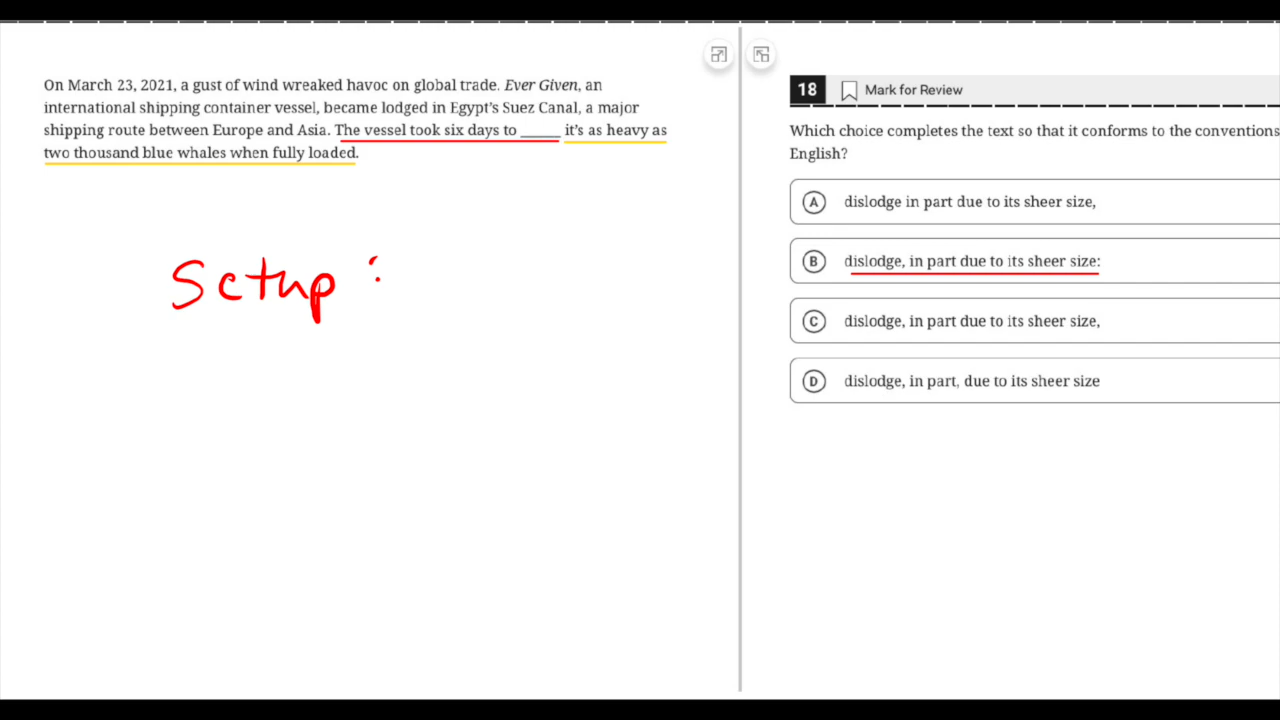 On March 23, 2021, a gust of wind wreaked havoc on global trade. Ever Given, an
international shipping container vessel, became lodged in Egypt's Suez Canal, a major
shipping route between Europe and Asia. The vessel took six days to _____ it's as heavy as
two thousand blue whales when fully loaded.
Setup :
18 Mark for Review
Which choice completes the text so that it conforms to the conventions
English?
A dislodge in part due to its sheer size,
B dislodge, in part due to its sheer size:
C dislodge, in part due to its sheer size,
D dislodge, in part, due to its sheer size